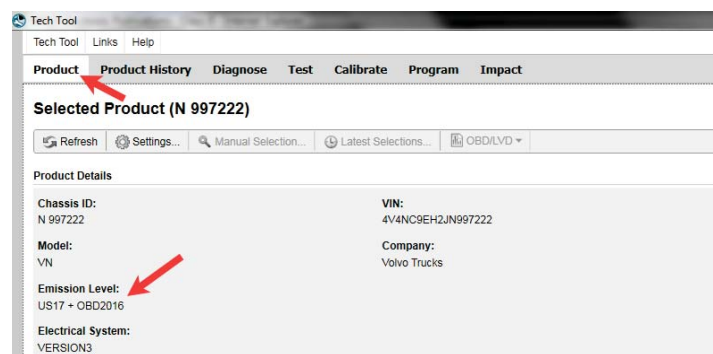 Tech Tool
Tech Tool Links Help
Product Product History Diagnose Test Calibrate Program Impact
Selected Product (N 997222)
Refresh Settings... Manual Selection... Latest Selections... OBD/LVD
Product Details
Chassis ID: VIN:
N 997222 4V4NC9EH2JN997222
Model: Company:
VN Volvo Trucks
Emission Level:
US17 + OBD2016
Electrical System:
VERSION3